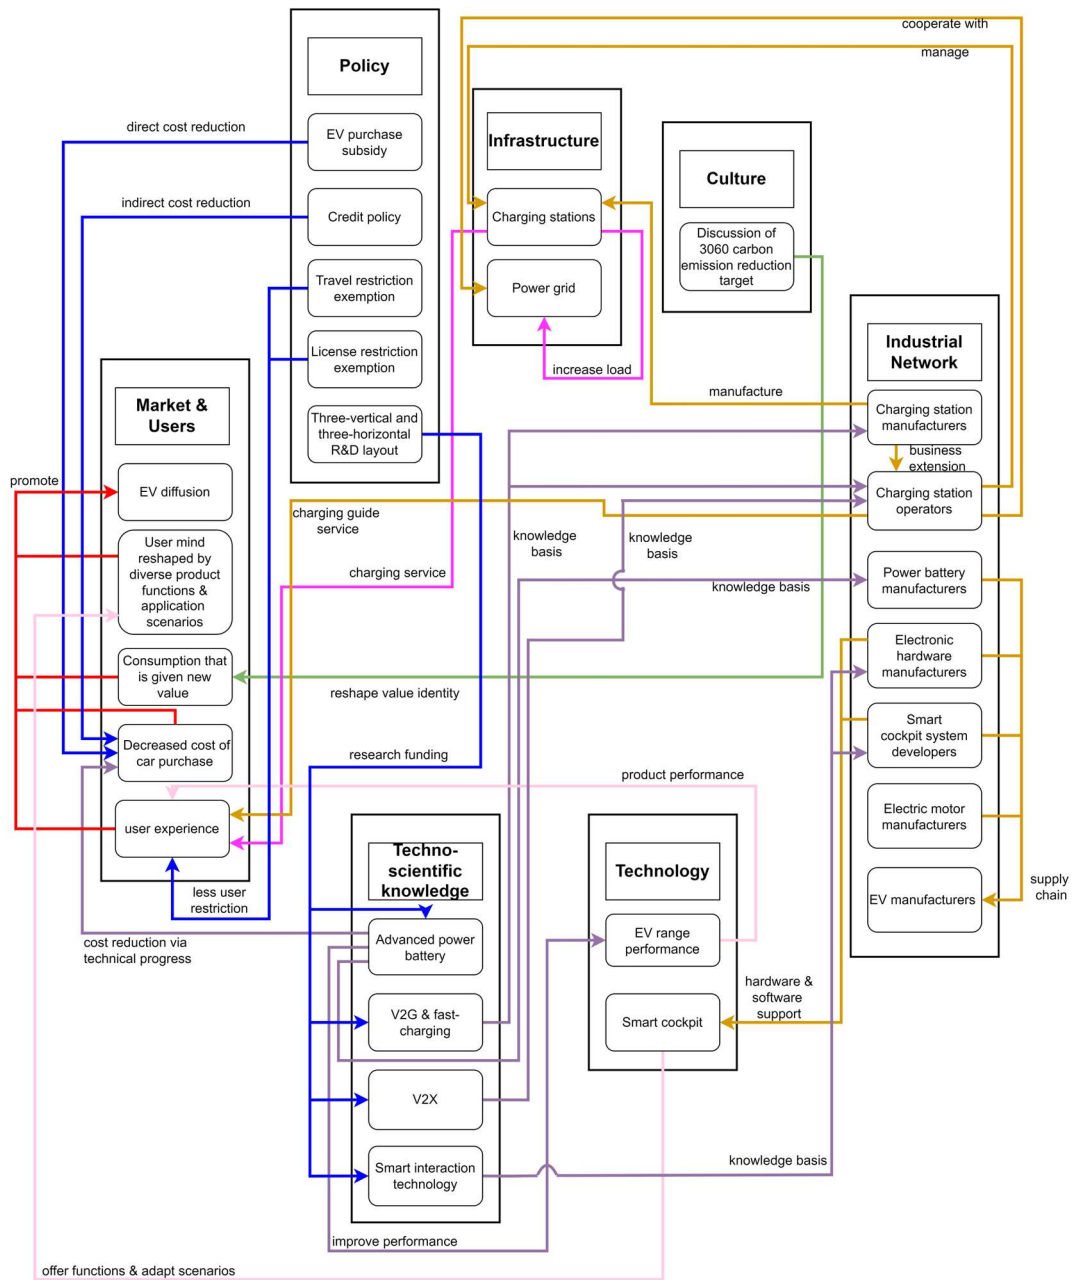 cooperate with
manage
Policy
direct cost reduction
EV purchase
subsidy
indirect cost reduction
Credit policy
Travel restriction
exemption
License restriction
exemption
Three-vertical and
three-horizontal
R&D layout
Infrastructure
Charging stations
Power grid
increase load
Culture
Discussion of
3060 carbon
emission reduction
target
Industrial
Network
manufacture
Charging station
manufacturers
business
extension
Charging station
operators
Power battery
manufacturers
Electronic
hardware
manufacturers
Smart
cockpit system
developers
Electric motor
manufacturers
EV manufacturers
supply
chain
Market &
Users
promote
EV diffusion
User mind
reshaped by
diverse product
functions &
application
scenarios
Consumption that
is given new
value
Decreased cost of
car purchase
user experience
charging guide
service
charging service
knowledge
basis
knowledge
basis
knowledge basis
reshape value identity
research funding
product performance
less user
restriction
cost reduction via
technical progress
Techno-
scientific
knowledge
Advanced power
battery
V2G & fast-
charging
V2X
Smart interaction
technology
Technology
EV range
performance
Smart cockpit
hardware &
software
support
knowledge basis
improve performance
offer functions & adapt scenarios